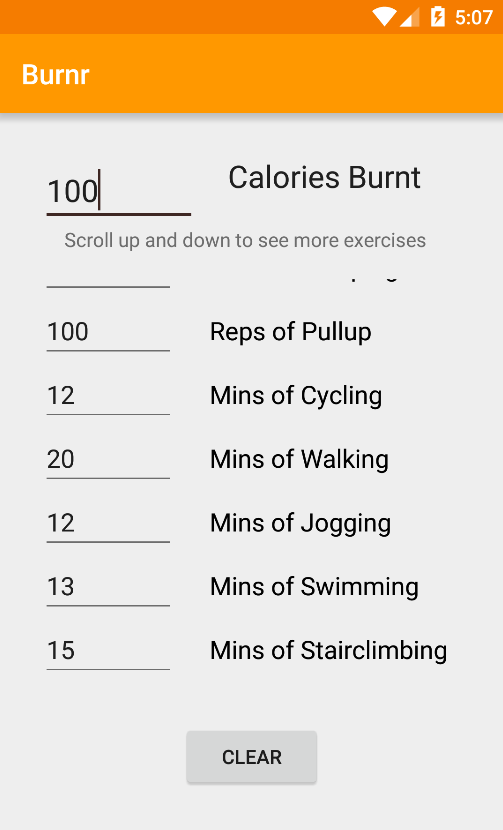 5:07
Burnr
100 Calories Burnt
Scroll up and down to see more exercises
100 Reps of Pullup
12 Mins of Cycling
20 Mins of Walking
12 Mins of Jogging
13 Mins of Swimming
15 Mins of Stairclimbing
CLEAR